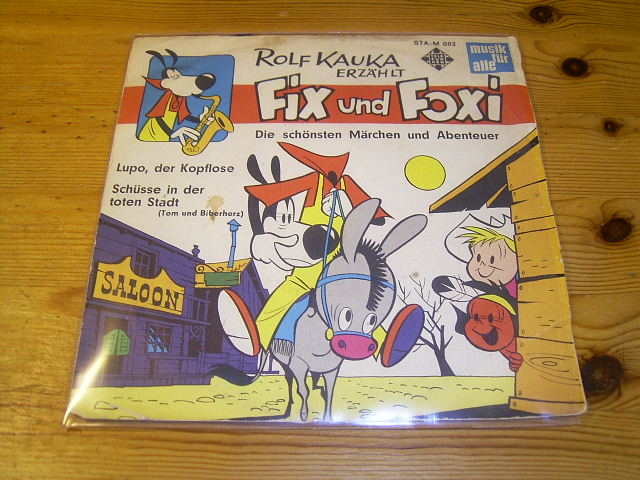 STA-M 002
musik
für
alle
ROLF KAUKA
ERZÄHLT
Fix und Foxi
Die schönsten Märchen und Abenteuer
Lupo, der Kopflose
Schüsse in der
toten Stadt
(Tom und Biberherz)
SALOON